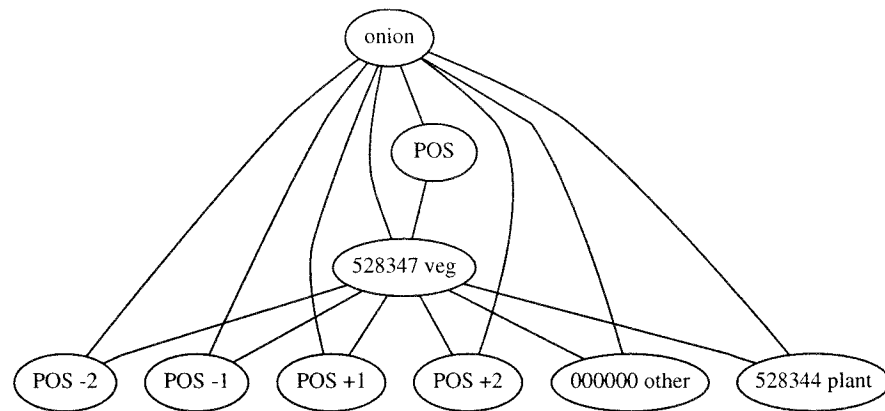 onion
POS
528347 veg
POS -2
POS -1
POS +1
POS +2
000000 other
528344 plant